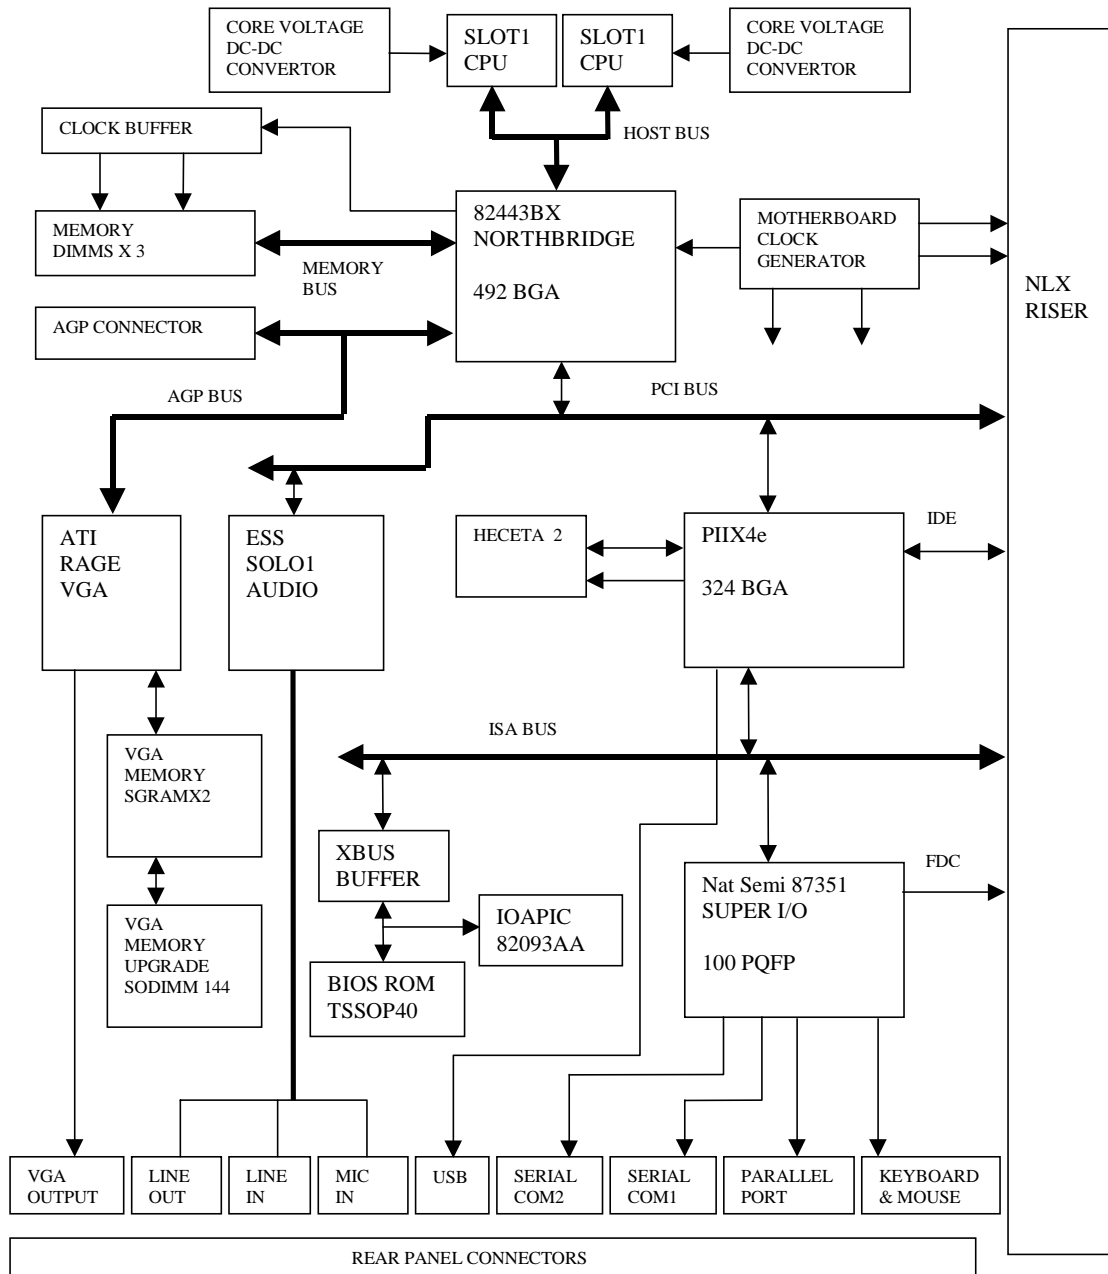 CORE VOLTAGE
DC-DC
CONVERTOR
SLOT1
CPU
SLOT1
CPU
CORE VOLTAGE
DC-DC
CONVERTOR
CLOCK BUFFER
HOST BUS
MEMORY
DIMMS X 3
MEMORY
BUS
82443BX
NORTHBRIDGE
492 BGA
MOTHERBOARD
CLOCK
GENERATOR
NLX
RISER
AGP CONNECTOR
AGP BUS
PCI BUS
ATI
RAGE
VGA
ESS
SOLO1
AUDIO
HECETA 2
PIIX4e
324 BGA
IDE
ISA BUS
VGA
MEMORY
SGRAMX2
XBUS
BUFFER
Nat Semi 87351
SUPER I/O
100 PQFP
FDC
VGA
MEMORY
UPGRADE
SODIMM 144
IOAPIC
82093AA
BIOS ROM
TSSOP40
VGA
OUTPUT
LINE
OUT
LINE
IN
MIC
IN
USB
SERIAL
COM2
SERIAL
COM1
PARALLEL
PORT
KEYBOARD
& MOUSE
REAR PANEL CONNECTORS